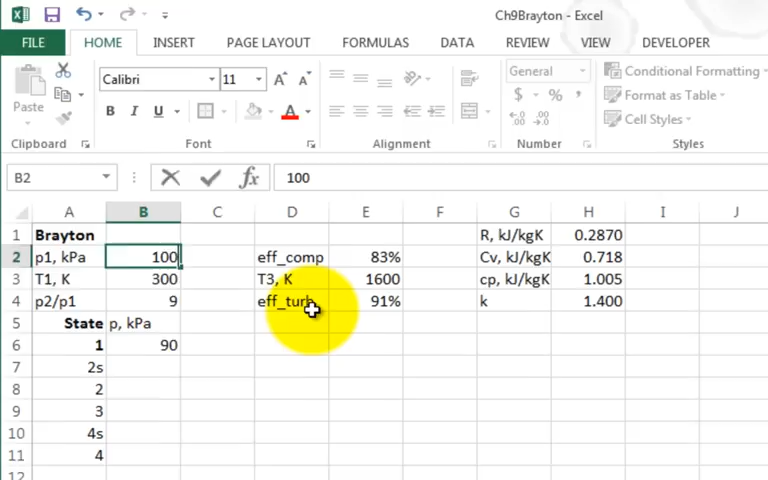 Ch9Brayton - Excel
FILE HOME INSERT PAGE LAYOUT FORMULAS DATA REVIEW VIEW DEVELOPER
Paste Calibri 11 A A General Conditional Formatting
B I U A $ % , Format as Table
.00 .0 Cell Styles
Clipboard Font Alignment Number Styles
B2 fx 100
A B C D E F G H I J
1 Brayton R, kJ/kgK 0.2870
2 p1, kPa 100 eff_comp 83% Cv, kJ/kgK 0.718
3 T1, K 300 T3, K 1600 cp, kJ/kgK 1.005
4 p2/p1 9 eff_turb 91% k 1.400
5 State p, kPa
6 1 90
7 2s
8 2
9 3
10 4s
11 4
12